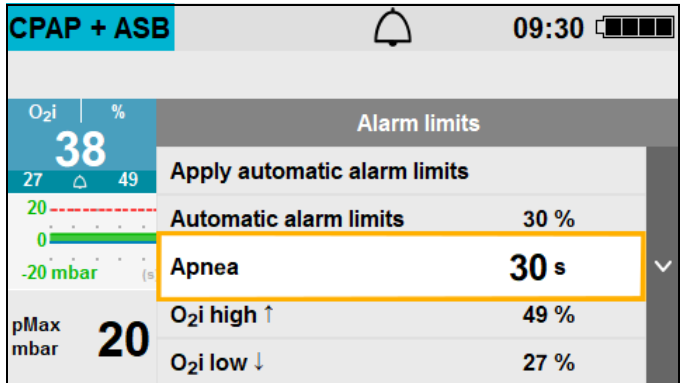 CPAP + ASB 09:30
O₂i %
38
27 49
20
0
-20 mbar (s)
pMax
mbar 20
Alarm limits
Apply automatic alarm limits
Automatic alarm limits 30 %
Apnea 30 s
O₂i high ↑ 49 %
O₂i low ↓ 27 %